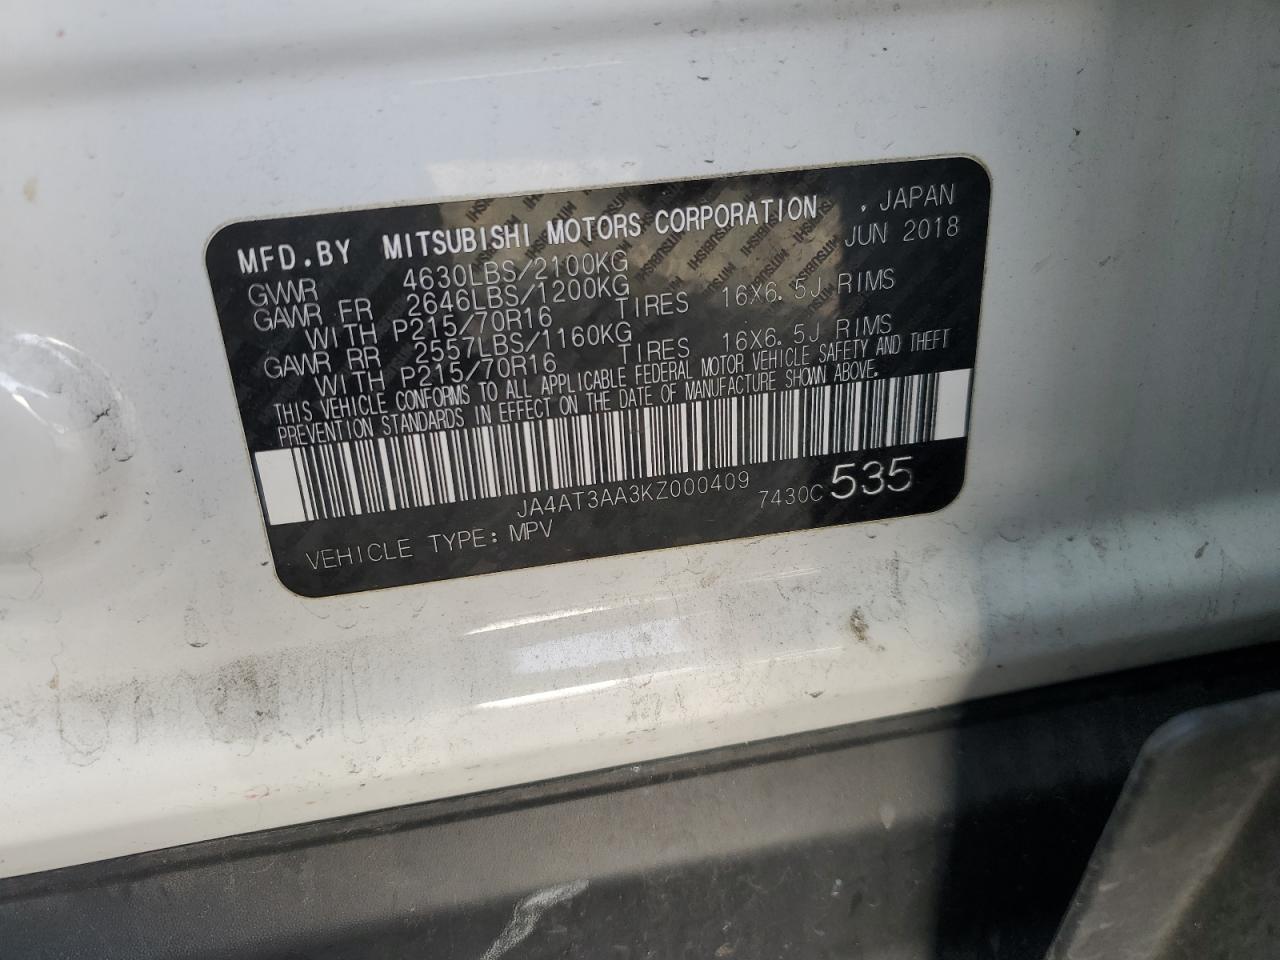 MFD.BY MITSUBISHI MOTORS CORPORATION , JAPAN
GVWR 4630LBS/2100KG JUN 2018
GAWR FR 2646LBS/1200KG
WITH P215/70R16 TIRES 16X6.5J RIMS
GAWR RR 2557LBS/1160KG
WITH P215/70R16 TIRES 16X6.5J RIMS
THIS VEHICLE CONFORMS TO ALL APPLICABLE FEDERAL MOTOR VEHICLE SAFETY AND THEFT
PREVENTION STANDARDS IN EFFECT ON THE DATE OF MANUFACTURE SHOWN ABOVE.
JA4AT3AA3KZ000409 7430C 535
VEHICLE TYPE: MPV